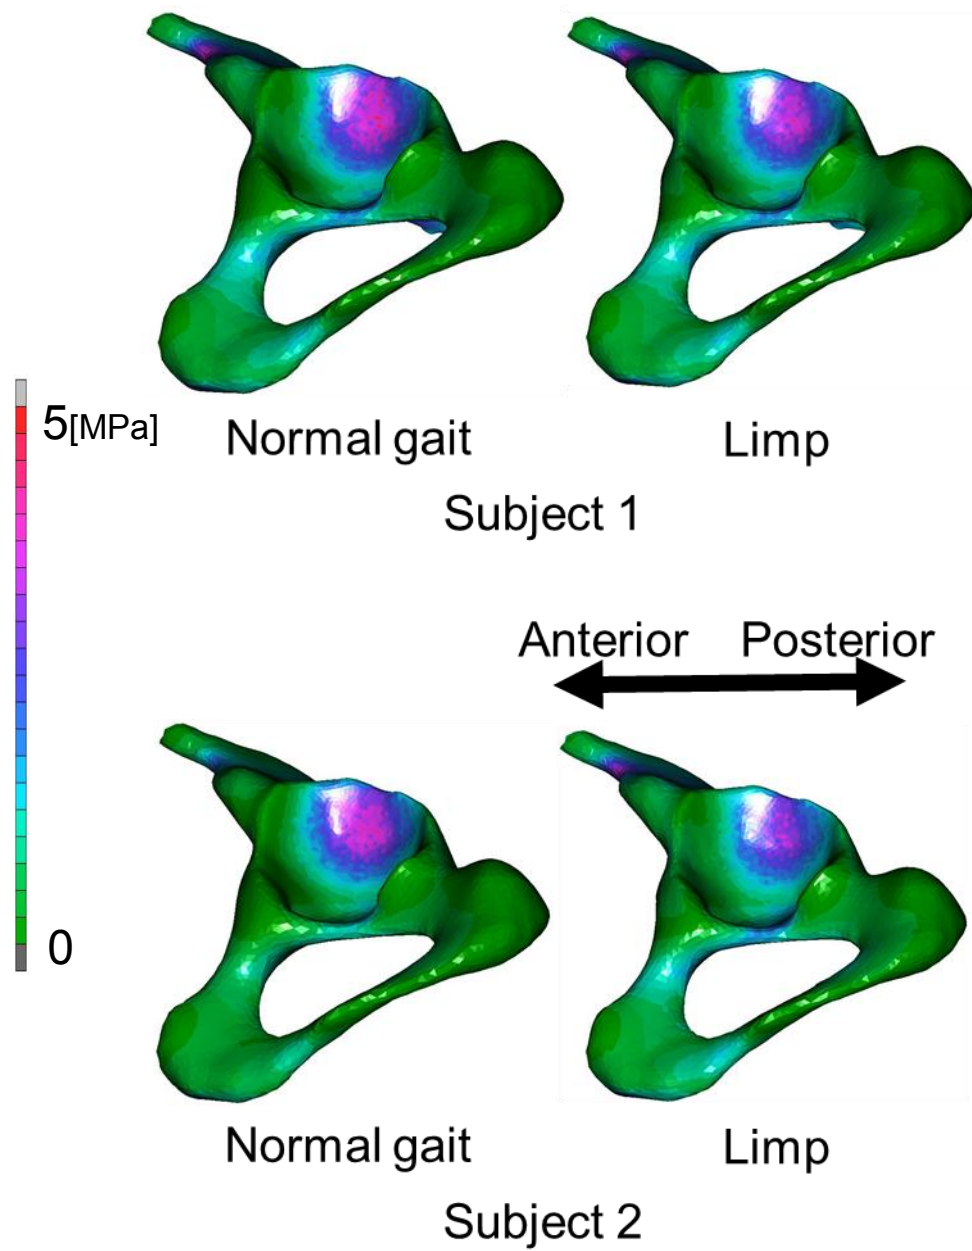 5[MPa]
0
Normal gait
Limp
Subject 1
Anterior
Posterior
Normal gait
Limp
Subject 2